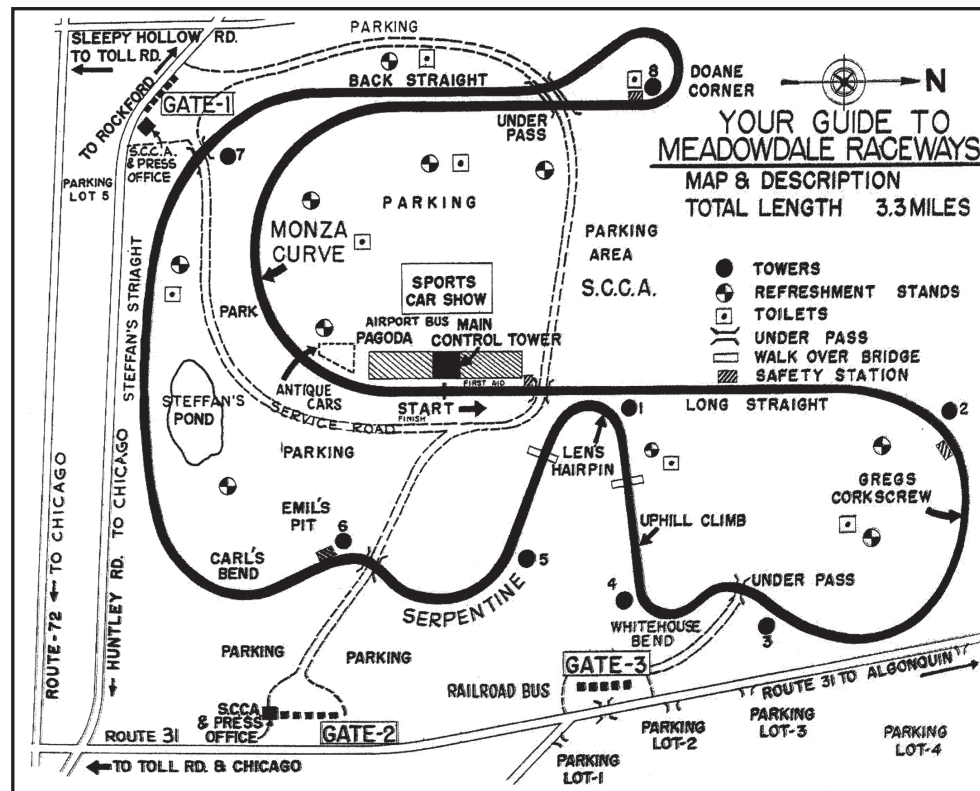 PARKING
SLEEPY HOLLOW RD.
TO TOLL RD.
TO ROCKFORD
GATE-1
S.C.C.A.
& PRESS
OFFICE
PARKING
LOT 5
7
BACK STRAIGHT
UNDER
PASS
8
DOANE
CORNER
N
YOUR GUIDE TO
MEADOWDALE RACEWAYS
MAP & DESCRIPTION
TOTAL LENGTH 3.3 MILES
PARKING
MONZA
CURVE
PARKING
AREA
S.C.C.A.
SPORTS
CAR SHOW
TOWERS
REFRESHMENT STANDS
TOILETS
UNDER PASS
WALK OVER BRIDGE
SAFETY STATION
STEFFAN'S STRIAGHT
PARK
AIRPORT BUS
PAGODA
MAIN
CONTROL TOWER
FIRST AID
ANTIQUE
CARS
START
FINISH
SERVICE ROAD
STEFFAN'S
POND
PARKING
1
LONG STRAIGHT
2
LEN'S
HAIRPIN
GREGS
CORKSCREW
UPHILL CLIMB
EMIL'S
PIT
6
CARL'S
BEND
5
SERPENTINE
4
WHITEHOUSE
BEND
UNDER PASS
3
ROUTE-72 TO CHICAGO
HUNTLEY RD. TO CHICAGO
PARKING
PARKING
GATE-3
RAILROAD BUS
ROUTE 31 TO ALGONQUIN
SCCA
& PRESS
OFFICE
GATE-2
ROUTE 31
TO TOLL RD. & CHICAGO
PARKING
LOT-1
PARKING
LOT-2
PARKING
LOT-3
PARKING
LOT-4